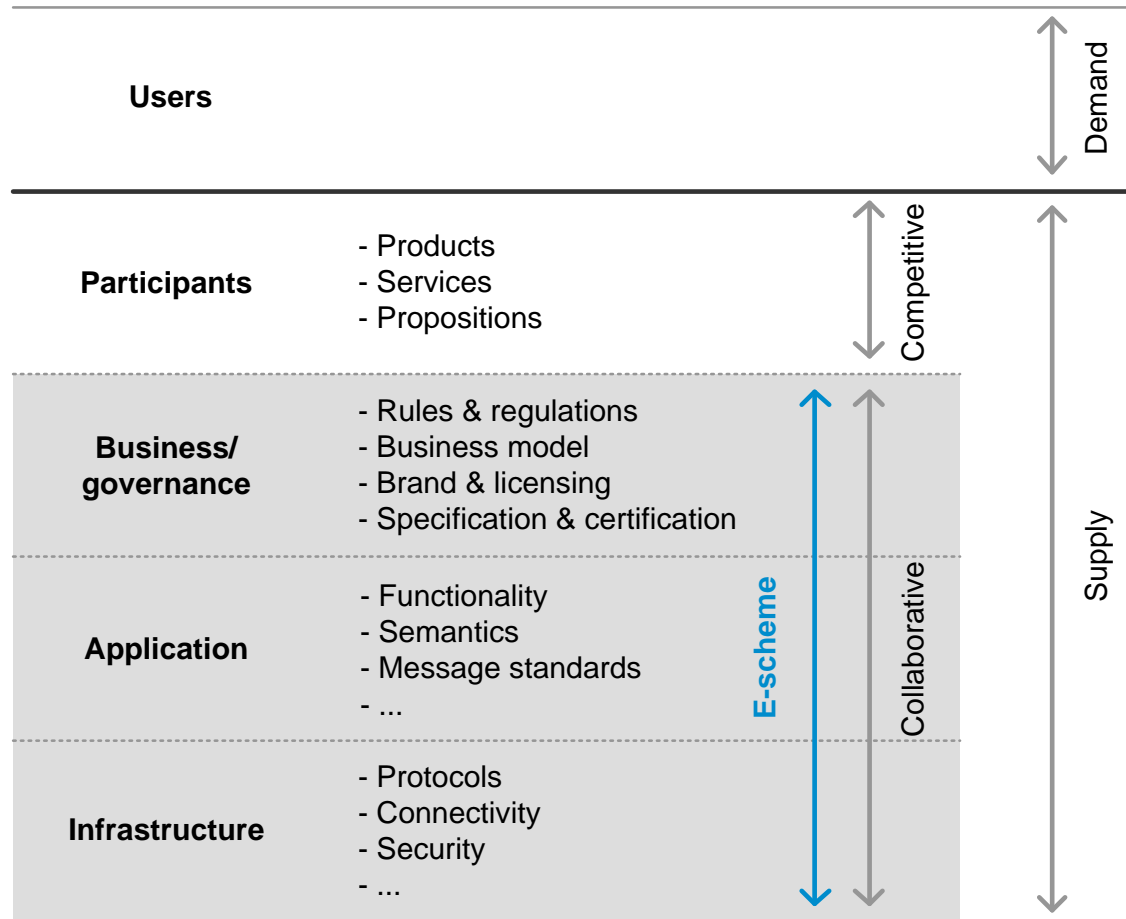 Users
Demand
Participants
- Products
- Services
- Propositions
Competitive
Supply
Business/
governance
- Rules & regulations
- Business model
- Brand & licensing
- Specification & certification
E-scheme
Collaborative
Application
- Functionality
- Semantics
- Message standards
- ...
Infrastructure
- Protocols
- Connectivity
- Security
- ...